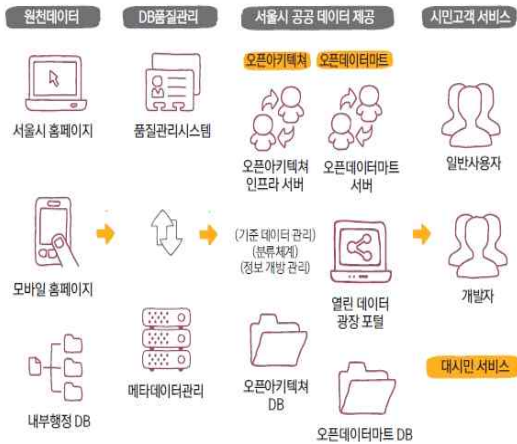 원천데이터
DB품질관리
서울시 공공 데이터 제공
시민고객 서비스
오픈아키텍쳐
오픈데이터마트
서울시 홈페이지
품질관리시스템
오픈아키텍쳐
인프라 서버
오픈데이터마트
서버
일반사용자
(기준 데이터 관리)
(분류체계)
(정보 개방 관리)
모바일 홈페이지
열린 데이터
광장 포털
개발자
내부행정 DB
메타데이터관리
오픈아키텍쳐
DB
오픈데이터마트 DB
대시민 서비스